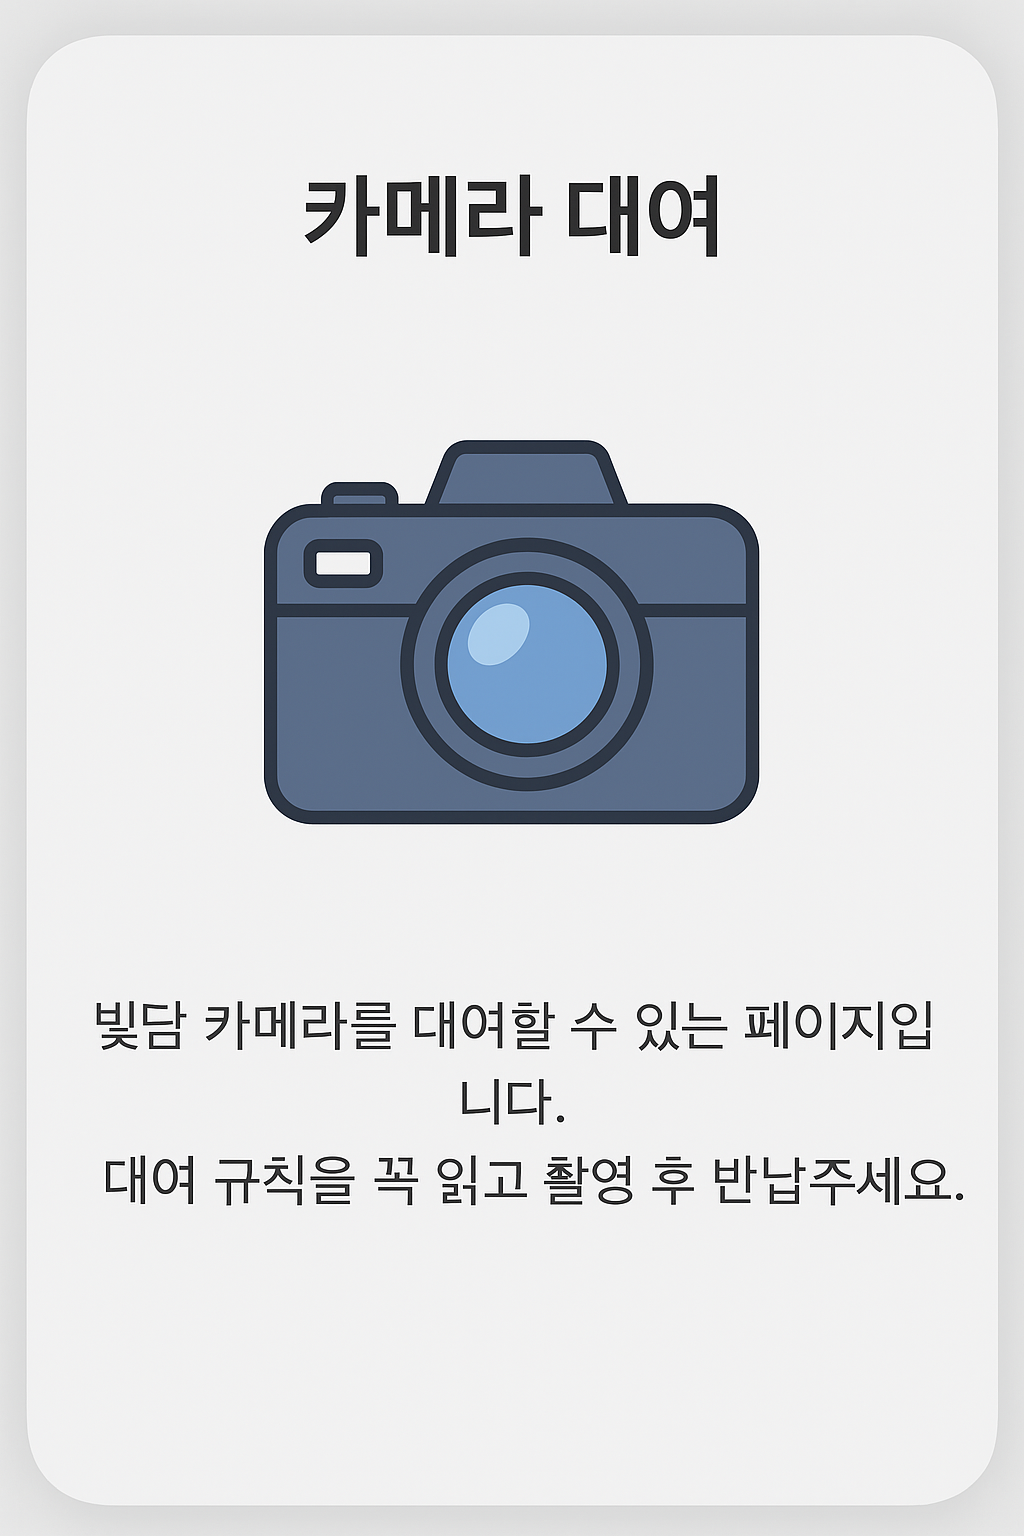 카메라 대여
빛담 카메라를 대여할 수 있는 페이지입
니다.
대여 규칙을 꼭 읽고 촬영 후 반납주세요.